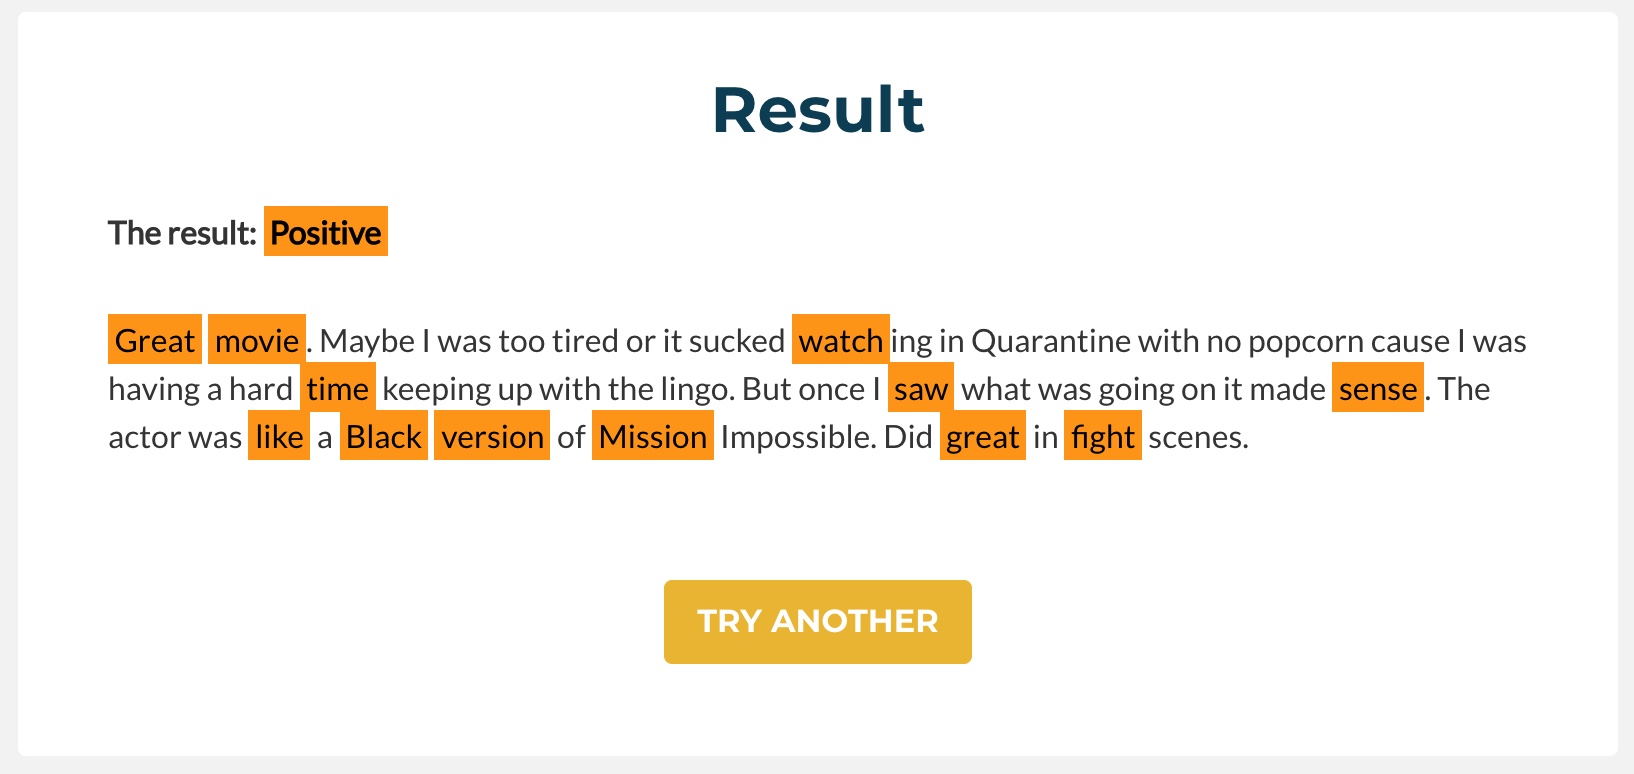 Result
The result: Positive
Great movie. Maybe I was too tired or it sucked watching in Quarantine with no popcorn cause I was
having a hard time keeping up with the lingo. But once I saw what was going on it made sense. The
actor was like a Black version of Mission Impossible. Did great in fight scenes.
TRY ANOTHER